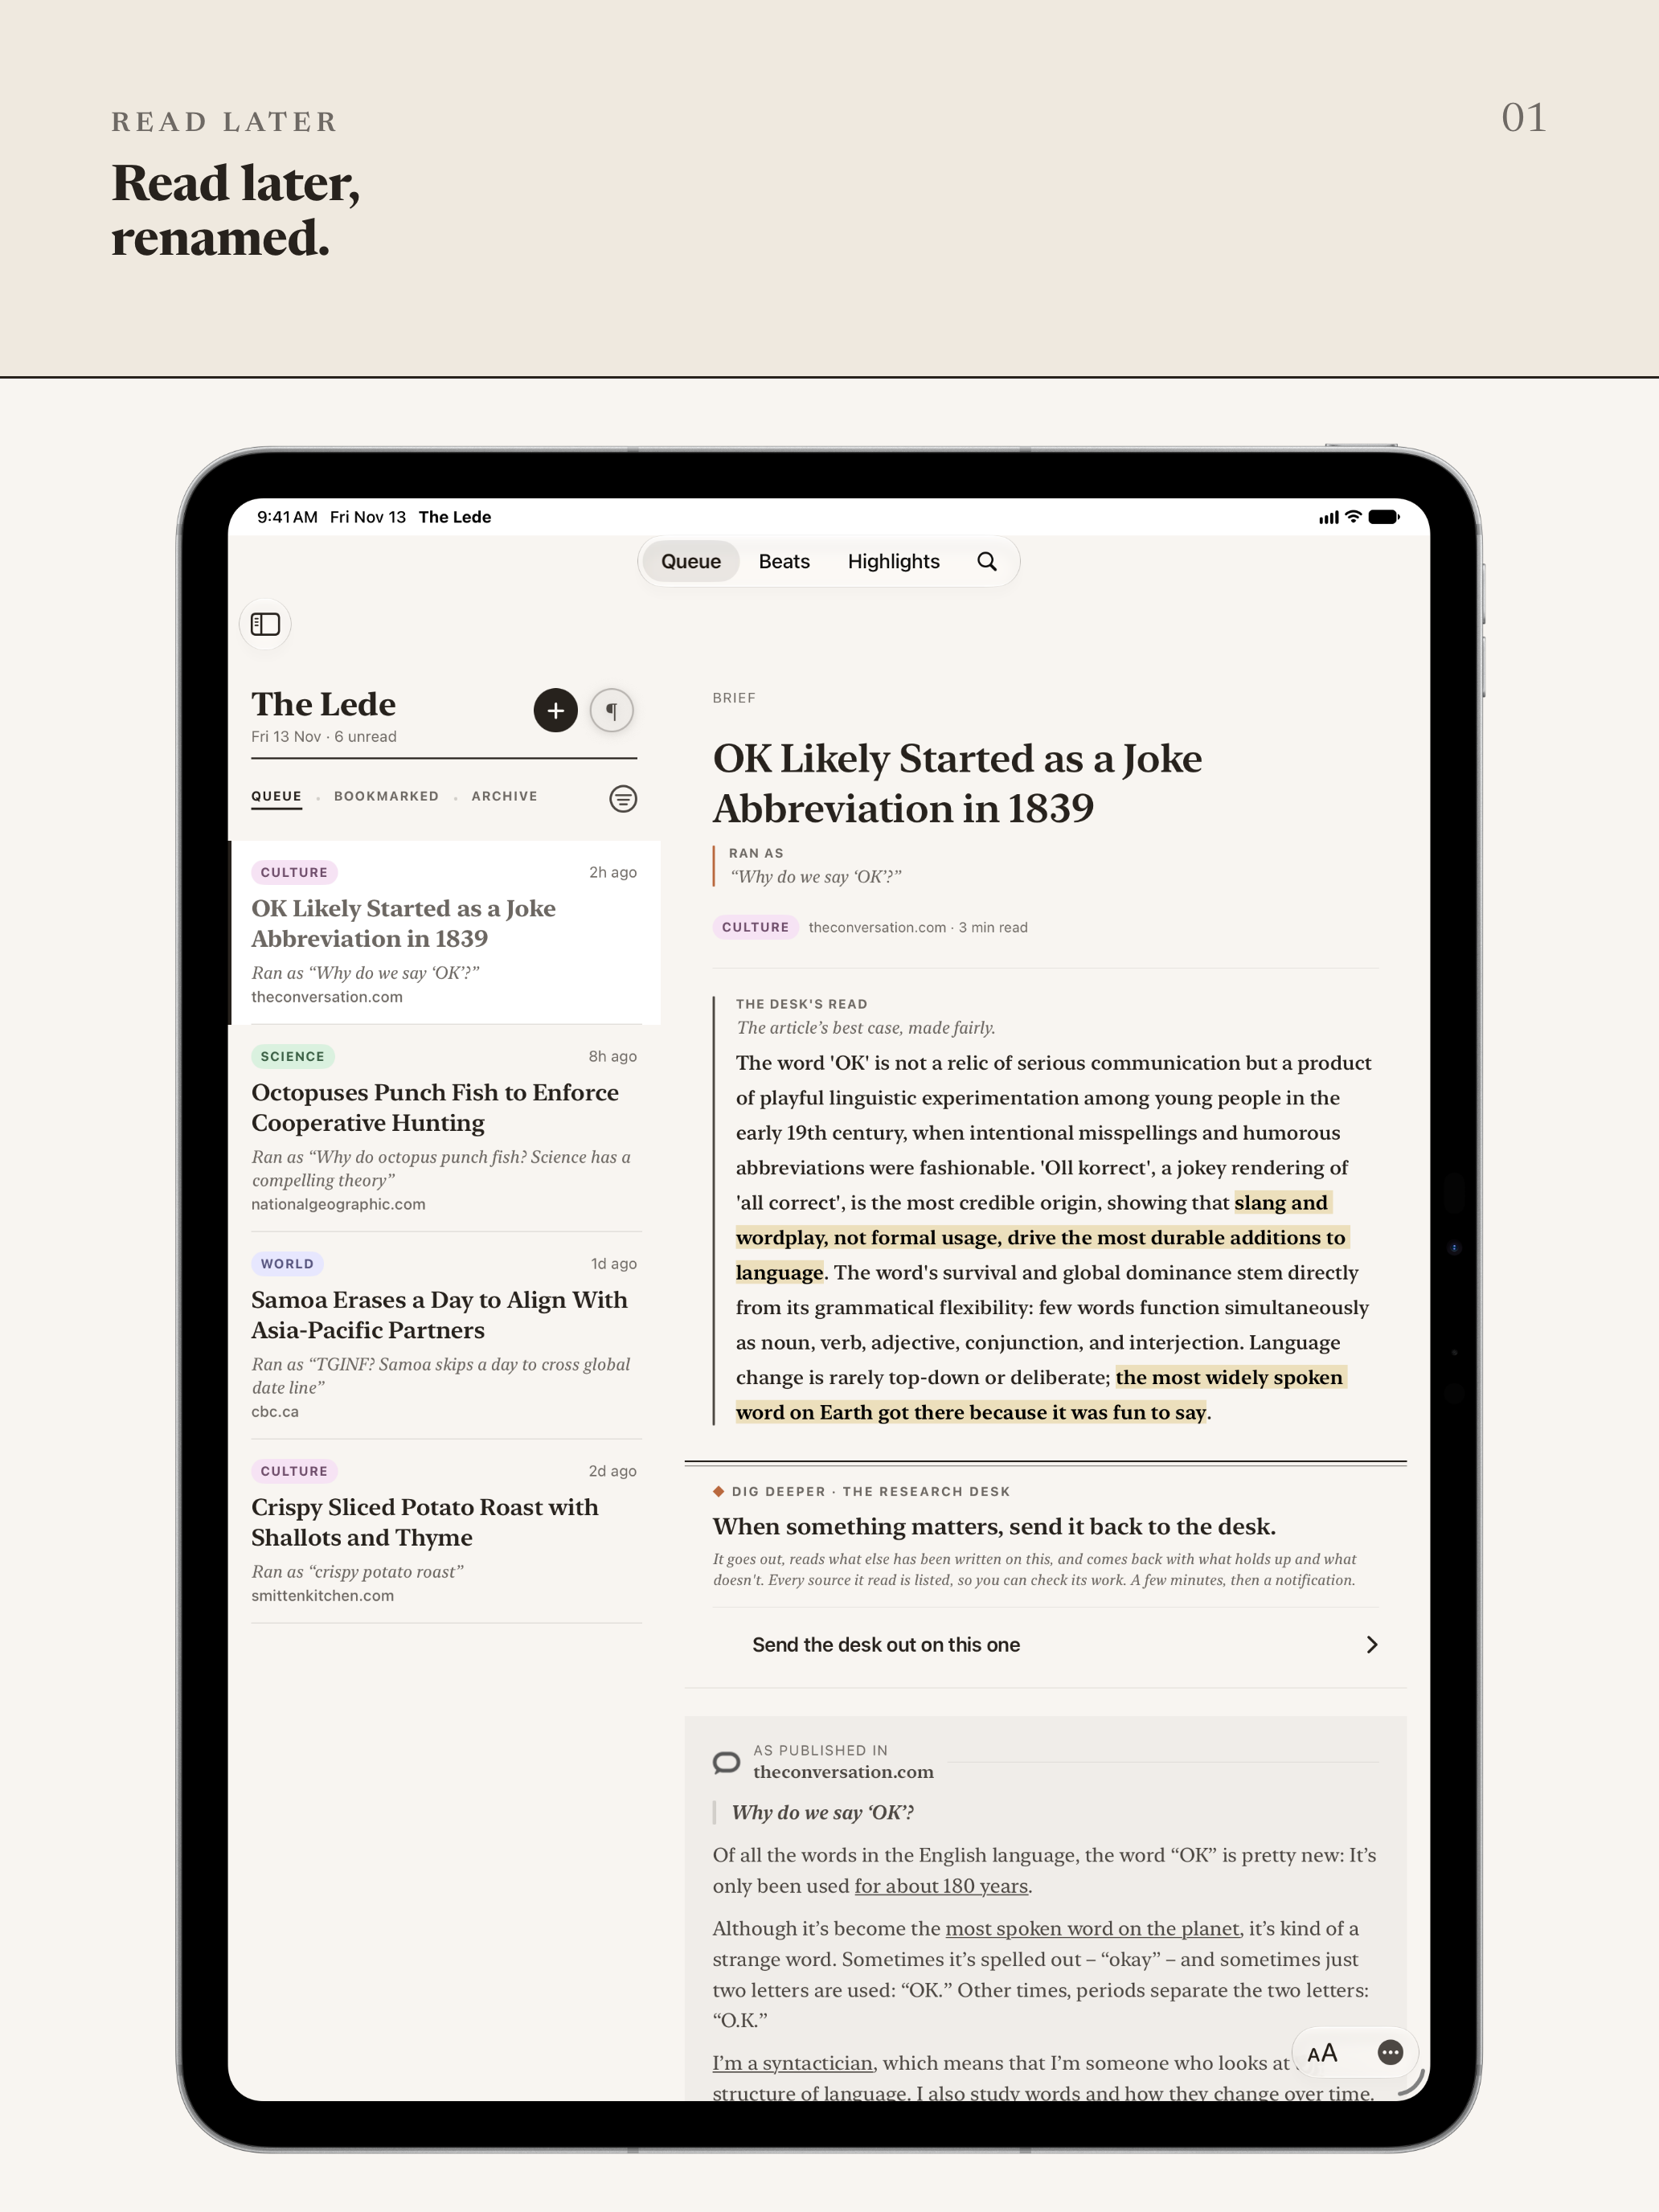 READ LATER
01
Read later,
renamed.
9:41 AM Fri Nov 13 The Lede
Queue Beats Highlights
The Lede
Fri 13 Nov · 6 unread
+ ¶
QUEUE · BOOKMARKED · ARCHIVE
CULTURE 2h ago
OK Likely Started as a Joke
Abbreviation in 1839
Ran as “Why do we say ‘OK’?”
theconversation.com
SCIENCE 8h ago
Octopuses Punch Fish to Enforce
Cooperative Hunting
Ran as “Why do octopus punch fish? Science has a
compelling theory”
nationalgeographic.com
WORLD 1d ago
Samoa Erases a Day to Align With
Asia-Pacific Partners
Ran as “TGINF? Samoa skips a day to cross global
date line”
cbc.ca
CULTURE 2d ago
Crispy Sliced Potato Roast with
Shallots and Thyme
Ran as “crispy potato roast”
smittenkitchen.com
BRIEF
OK Likely Started as a Joke
Abbreviation in 1839
RAN AS
“Why do we say ‘OK’?”
CULTURE theconversation.com · 3 min read
THE DESK'S READ
The article’s best case, made fairly.
The word 'OK' is not a relic of serious communication but a product
of playful linguistic experimentation among young people in the
early 19th century, when intentional misspellings and humorous
abbreviations were fashionable. 'Oll korrect', a jokey rendering of
'all correct', is the most credible origin, showing that slang and
wordplay, not formal usage, drive the most durable additions to
language. The word's survival and global dominance stem directly
from its grammatical flexibility: few words function simultaneously
as noun, verb, adjective, conjunction, and interjection. Language
change is rarely top-down or deliberate; the most widely spoken
word on Earth got there because it was fun to say.
DIG DEEPER · THE RESEARCH DESK
When something matters, send it back to the desk.
It goes out, reads what else has been written on this, and comes back with what holds up and what
doesn't. Every source it read is listed, so you can check its work. A few minutes, then a notification.
Send the desk out on this one
AS PUBLISHED IN
theconversation.com
Why do we say ‘OK’?
Of all the words in the English language, the word “OK” is pretty new: It’s
only been used for about 180 years.
Although it’s become the most spoken word on the planet, it’s kind of a
strange word. Sometimes it’s spelled out – “okay” – and sometimes just
two letters are used: “OK.” Other times, periods separate the two letters:
“O.K.”
I’m a syntactician, which means that I’m someone who looks at
structure of language. I also study words and how they change over time.
AA